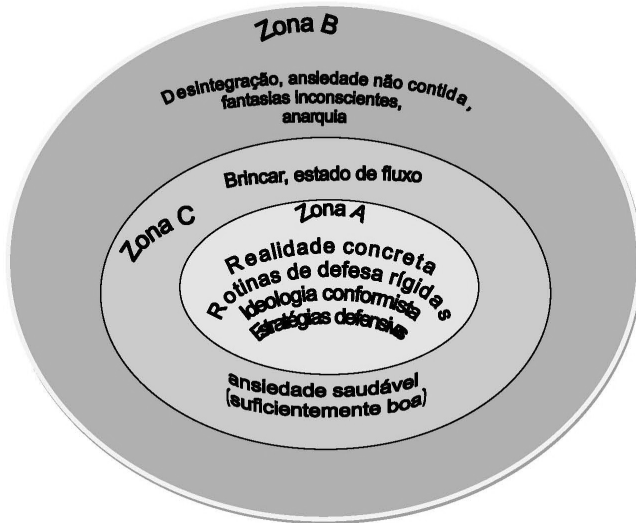 Zona B
Desintegração, ansiedade não contida,
fantasias inconscientes,
anarquia
Brincar, estado de fluxo
Zona C
Zona A
Realidade concreta
Rotinas de defesa rígidas
Ideologia conformista
Estratégias defensivs
ansiedade saudável
(suficientemente boa)